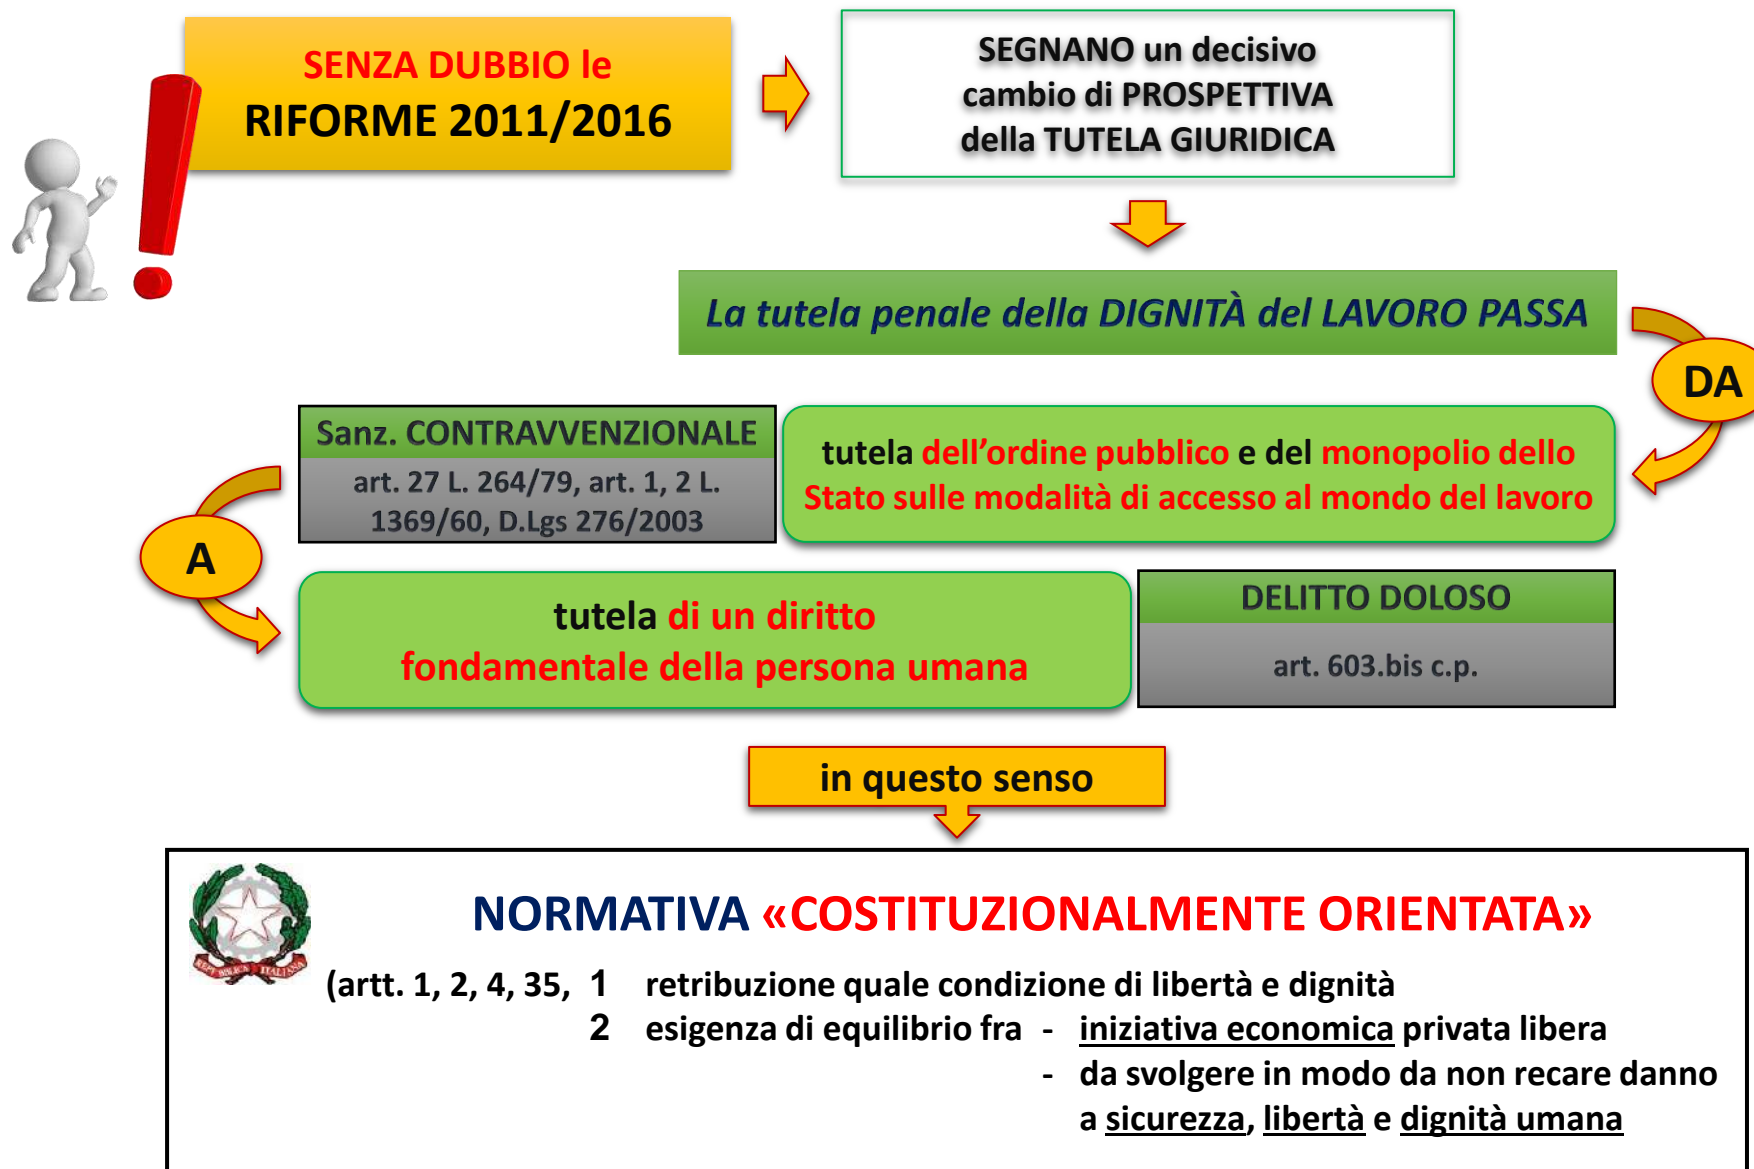 SENZA DUBBIO le
RIFORME 2011/2016
SEGNANO un decisivo
cambio di PROSPETTIVA
della TUTELA GIURIDICA
La tutela penale della DIGNITÀ del LAVORO PASSA
DA
Sanz. CONTRAVVENZIONALE
art. 27 L. 264/79, art. 1, 2 L.
1369/60, D.Lgs 276/2003
tutela dell'ordine pubblico e del monopolio dello
Stato sulle modalità di accesso al mondo del lavoro
A
tutela di un diritto
fondamentale della persona umana
DELITTO DOLOSO
art. 603.bis c.p.
in questo senso
REPVBBLICA ITALIANA
NORMATIVA «COSTITUZIONALMENTE ORIENTATA»
(artt. 1, 2, 4, 35, 1 retribuzione quale condizione di libertà e dignità
2 esigenza di equilibrio fra - iniziativa economica privata libera
- da svolgere in modo da non recare danno
a sicurezza, libertà e dignità umana